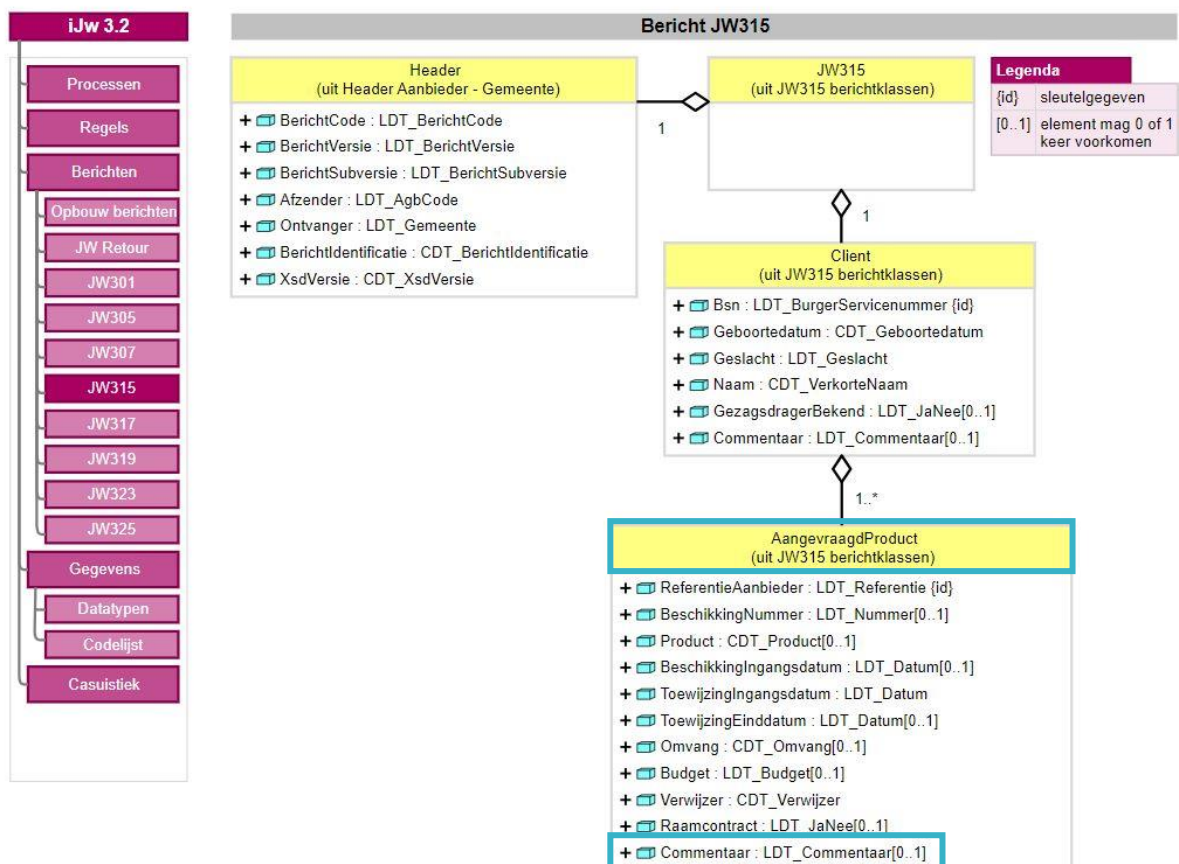 iJw 3.2
Processen
Regels
Berichten
Opbouw berichten
JW Retour
JW301
JW305
JW307
JW315
JW317
JW319
JW323
JW325
Gegevens
Datatypen
Codelijst
Casuistiek
Bericht JW315
Header
(uit Header Aanbieder - Gemeente)
+ BerichtCode : LDT_BerichtCode
+ BerichtVersie : LDT_BerichtVersie
+ BerichtSubversie : LDT_BerichtSubversie
+ Afzender : LDT_AgbCode
+ Ontvanger : LDT_Gemeente
+ BerichtIdentificatie : CDT_BerichtIdentificatie
+ XsdVersie : CDT_XsdVersie
1
JW315
(uit JW315 berichtklassen)
Legenda
{id} sleutelgegeven
[0..1] element mag 0 of 1
keer voorkomen
1
Client
(uit JW315 berichtklassen)
+ Bsn : LDT_BurgerServicenummer {id}
+ Geboortedatum : CDT_Geboortedatum
+ Geslacht : LDT_Geslacht
+ Naam : CDT_VerkorteNaam
+ GezagsdragerBekend : LDT_JaNee[0..1]
+ Commentaar : LDT_Commentaar[0..1]
1..*
AangevraagdProduct
(uit JW315 berichtklassen)
+ ReferentieAanbieder : LDT_Referentie {id}
+ BeschikkingNummer : LDT_Nummer[0..1]
+ Product : CDT_Product[0..1]
+ BeschikkingIngangsdatum : LDT_Datum[0..1]
+ ToewijzingIngangsdatum : LDT_Datum
+ ToewijzingEinddatum : LDT_Datum[0..1]
+ Omvang : CDT_Omvang[0..1]
+ Budget : LDT_Budget[0..1]
+ Verwijzer : CDT_Verwijzer
+ Raamcontract : LDT_JaNee[0..1]
+ Commentaar : LDT_Commentaar[0..1]